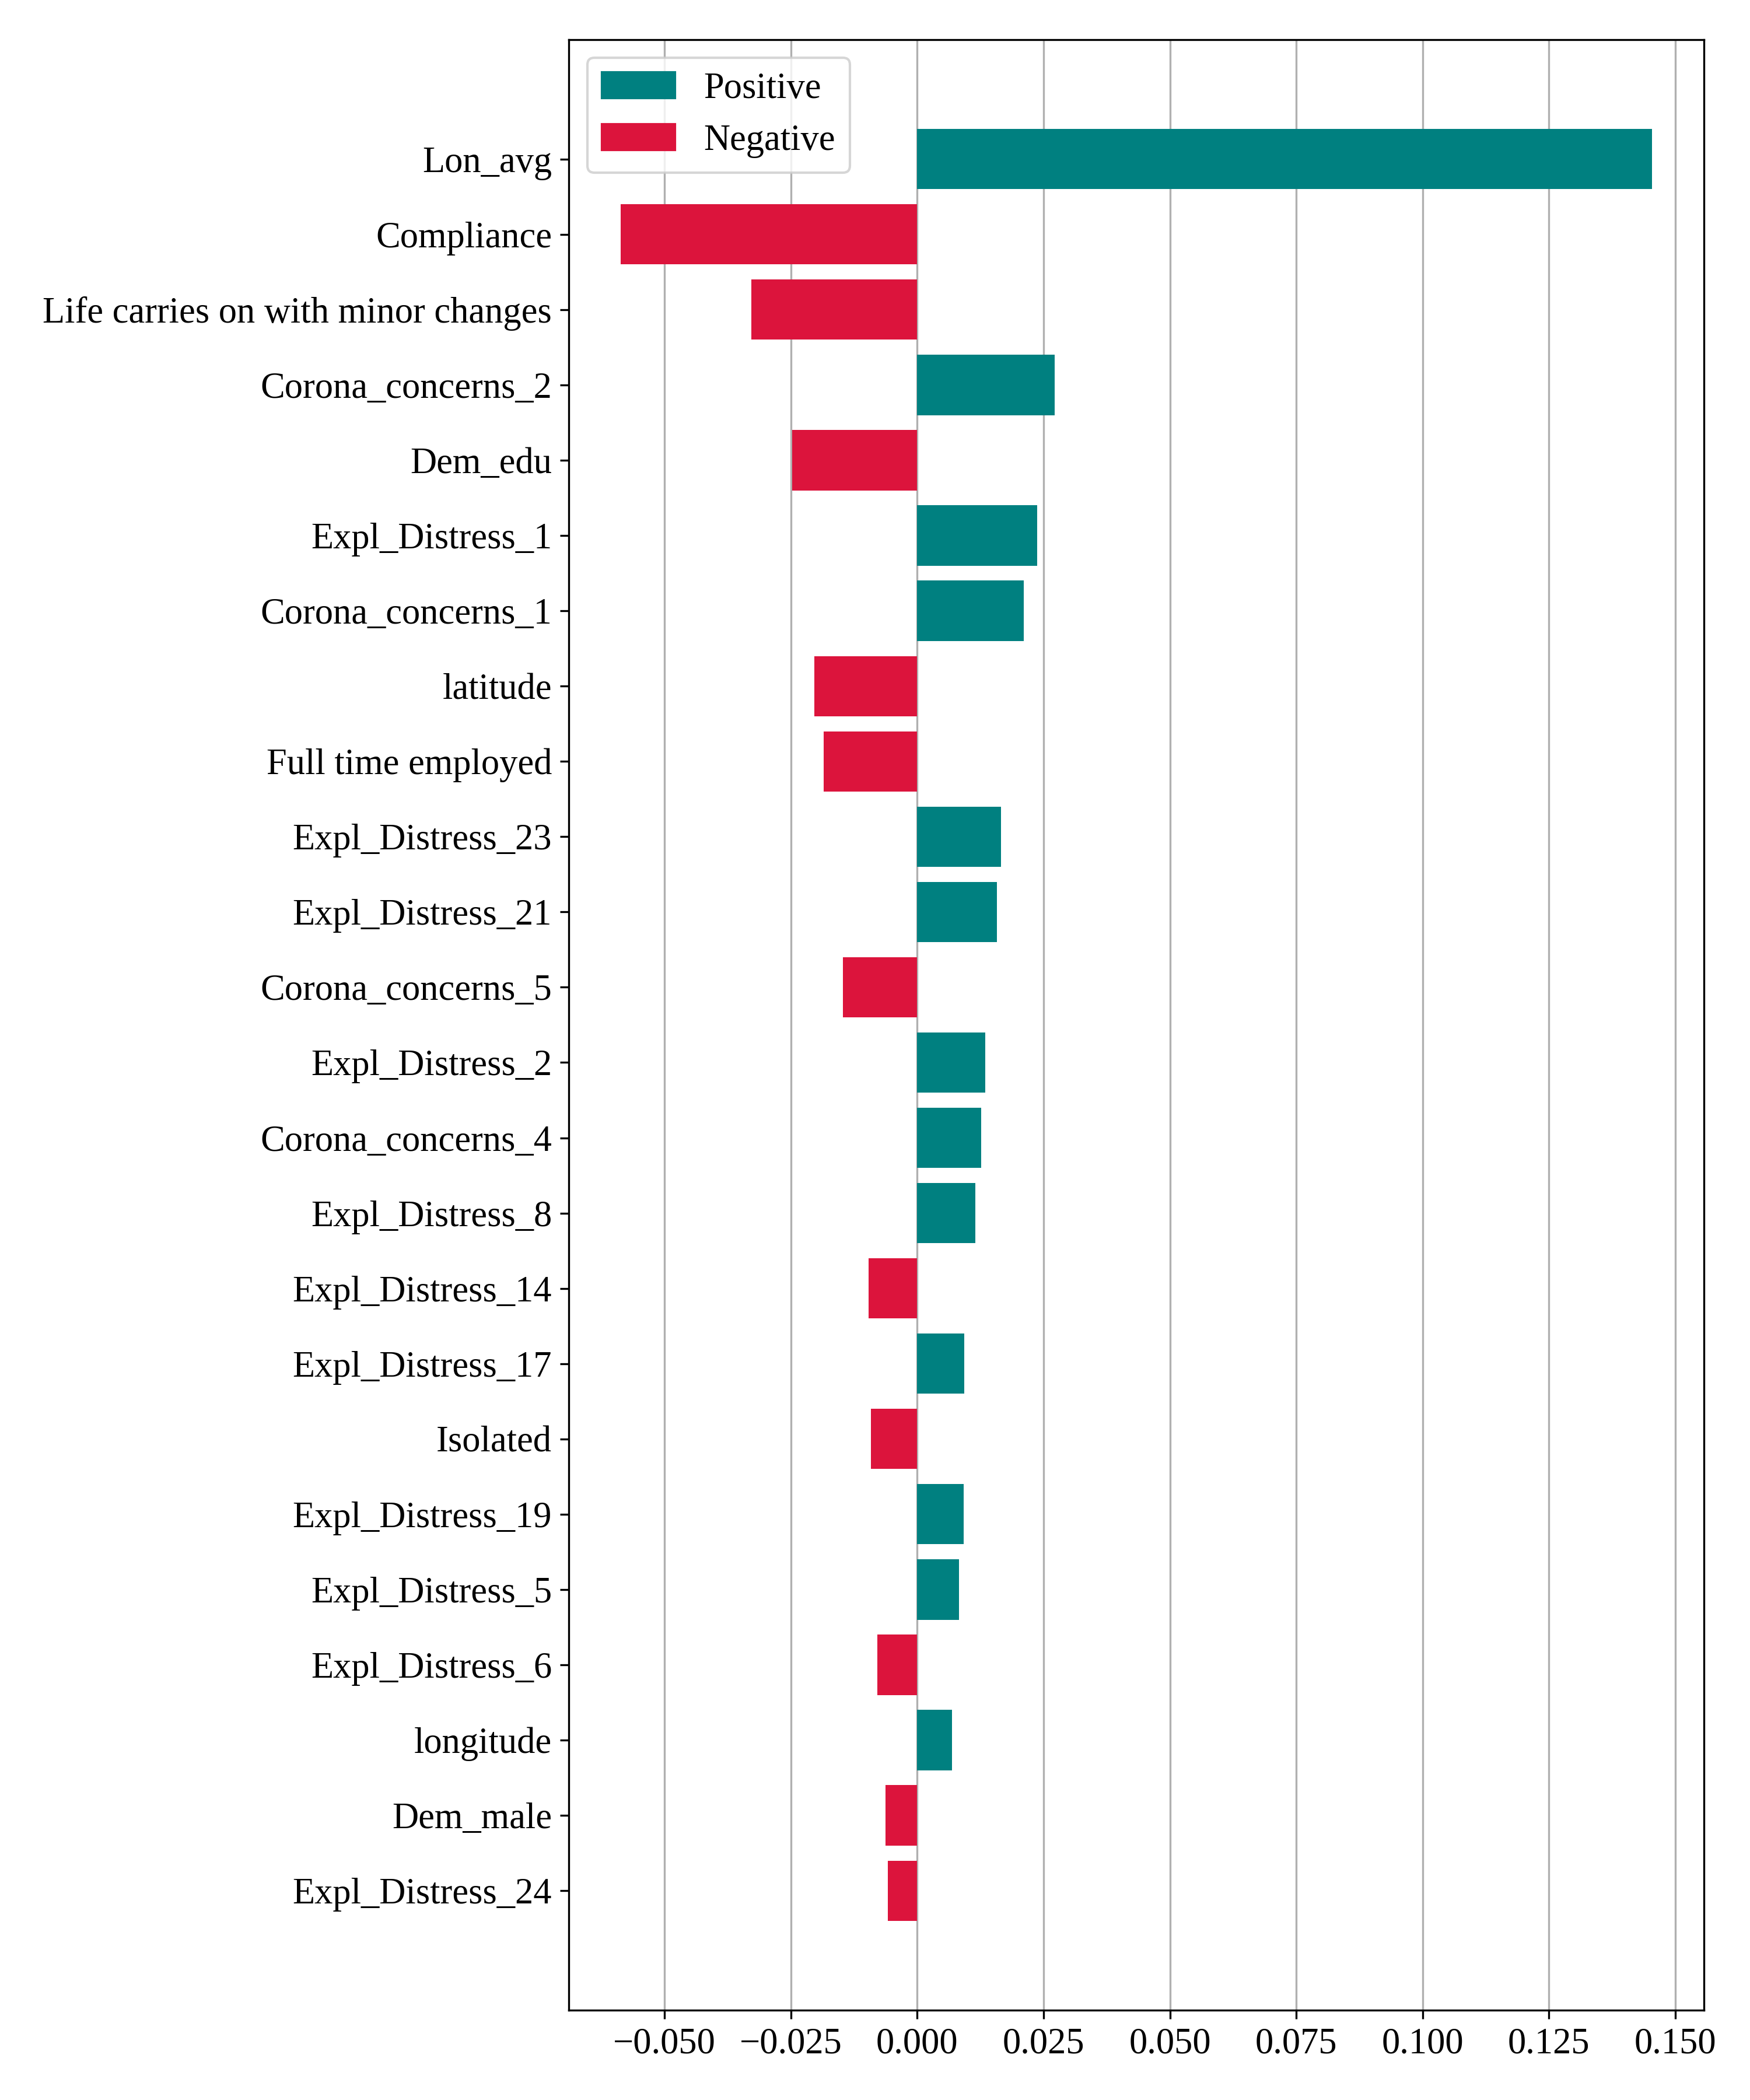 Positive
Negative
Lon_avg
Compliance
Life carries on with minor changes
Corona_concerns_2
Dem_edu
Expl_Distress_1
Corona_concerns_1
latitude
Full time employed
Expl_Distress_23
Expl_Distress_21
Corona_concerns_5
Expl_Distress_2
Corona_concerns_4
Expl_Distress_8
Expl_Distress_14
Expl_Distress_17
Isolated
Expl_Distress_19
Expl_Distress_5
Expl_Distress_6
longitude
Dem_male
Expl_Distress_24
−0.050 −0.025 0.000 0.025 0.050 0.075 0.100 0.125 0.150